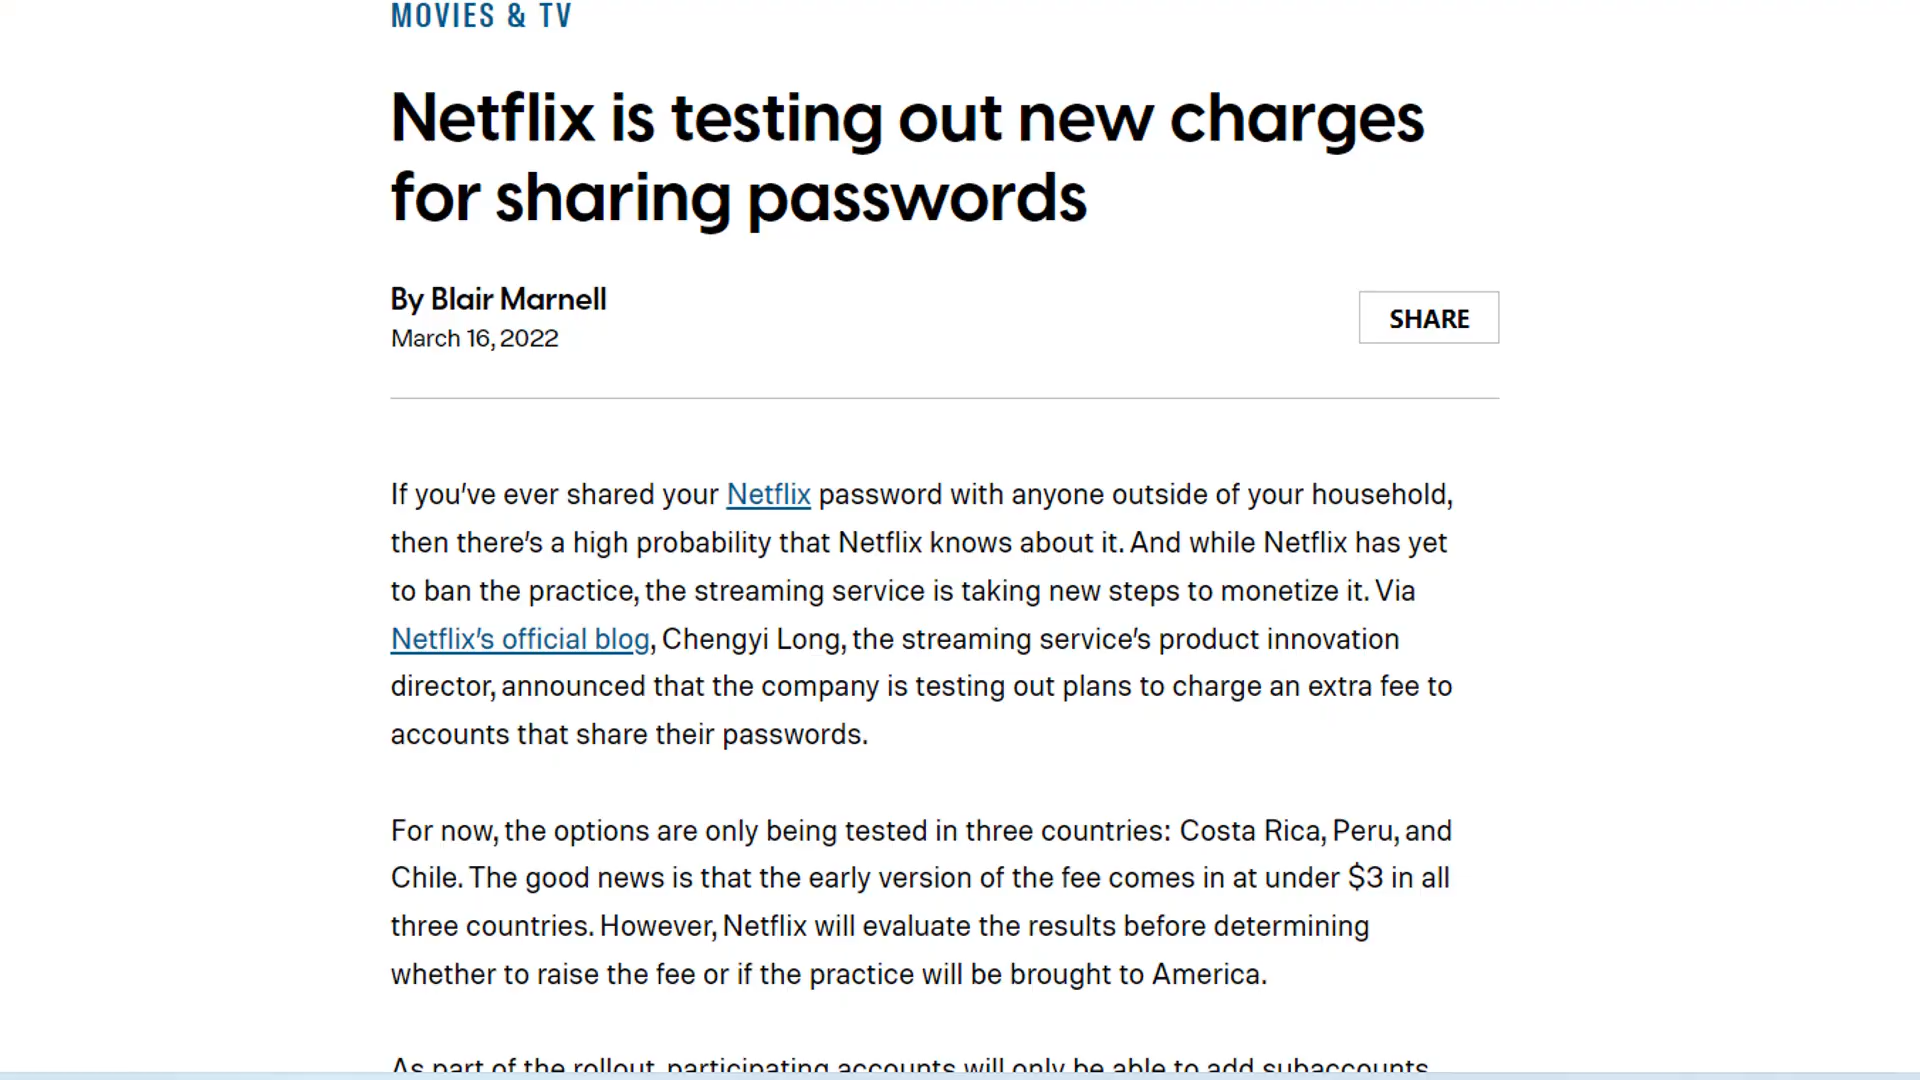 MOVIES & TV
Netflix is testing out new charges
for sharing passwords
By Blair Marnell
March 16, 2022
SHARE
If you’ve ever shared your Netflix password with anyone outside of your household,
then there’s a high probability that Netflix knows about it. And while Netflix has yet
to ban the practice, the streaming service is taking new steps to monetize it. Via
Netflix’s official blog, Chengyi Long, the streaming service’s product innovation
director, announced that the company is testing out plans to charge an extra fee to
accounts that share their passwords.
For now, the options are only being tested in three countries: Costa Rica, Peru, and
Chile. The good news is that the early version of the fee comes in at under $3 in all
three countries. However, Netflix will evaluate the results before determining
whether to raise the fee or if the practice will be brought to America.
As part of the rollout, participating accounts will only be able to add subaccounts